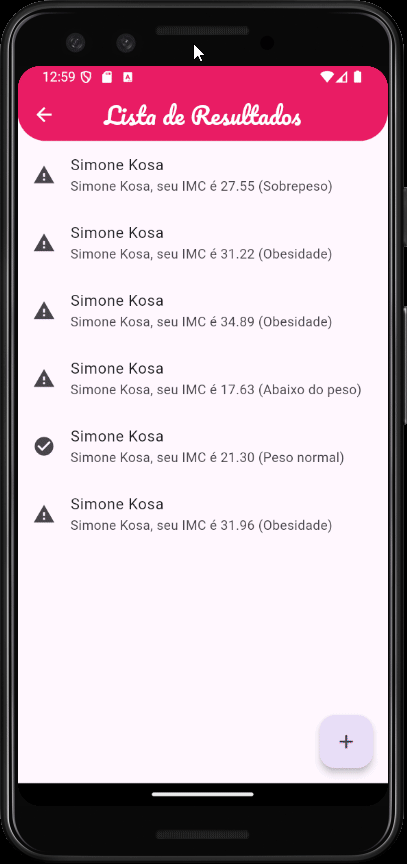 12:59
Lista de Resultados
Simone Kosa
Simone Kosa, seu IMC é 27.55 (Sobrepeso)
Simone Kosa
Simone Kosa, seu IMC é 31.22 (Obesidade)
Simone Kosa
Simone Kosa, seu IMC é 34.89 (Obesidade)
Simone Kosa
Simone Kosa, seu IMC é 17.63 (Abaixo do peso)
Simone Kosa
Simone Kosa, seu IMC é 21.30 (Peso normal)
Simone Kosa
Simone Kosa, seu IMC é 31.96 (Obesidade)